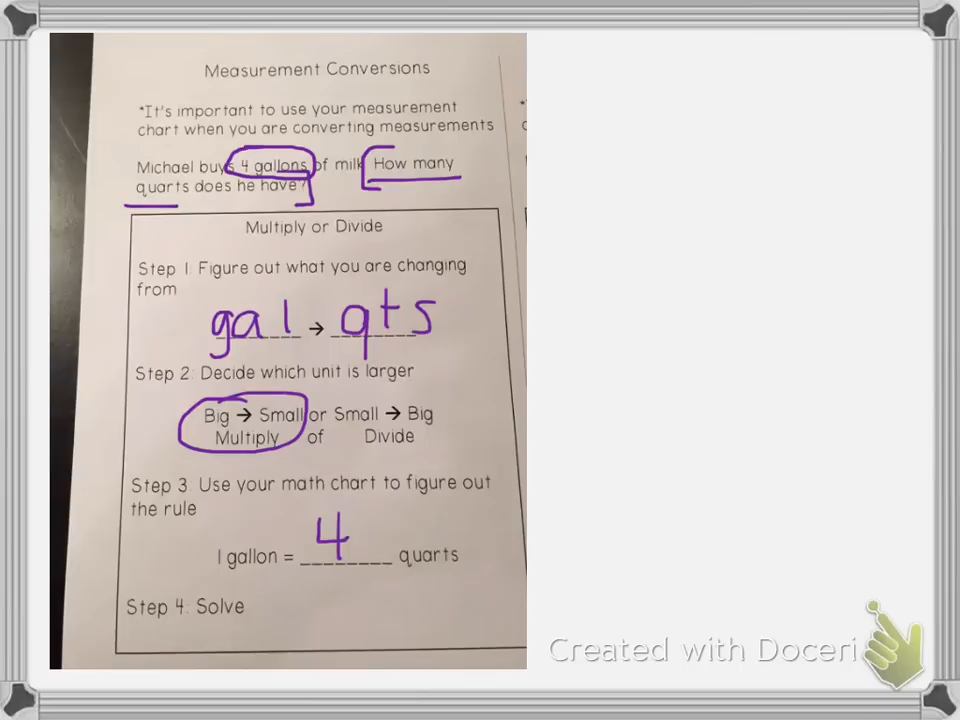 Measurement Conversions
*It's important to use your measurement
chart when you are converting measurements
Michael buys 4 gallons of milk. How many
quarts does he have?
Multiply or Divide
Step 1: Figure out what you are changing
from
gal → qts
Step 2: Decide which unit is larger
Big → Small or Small → Big
Multiply of Divide
Step 3: Use your math chart to figure out
the rule
4
1 gallon = ________ quarts
Step 4: Solve
Created with Doceri